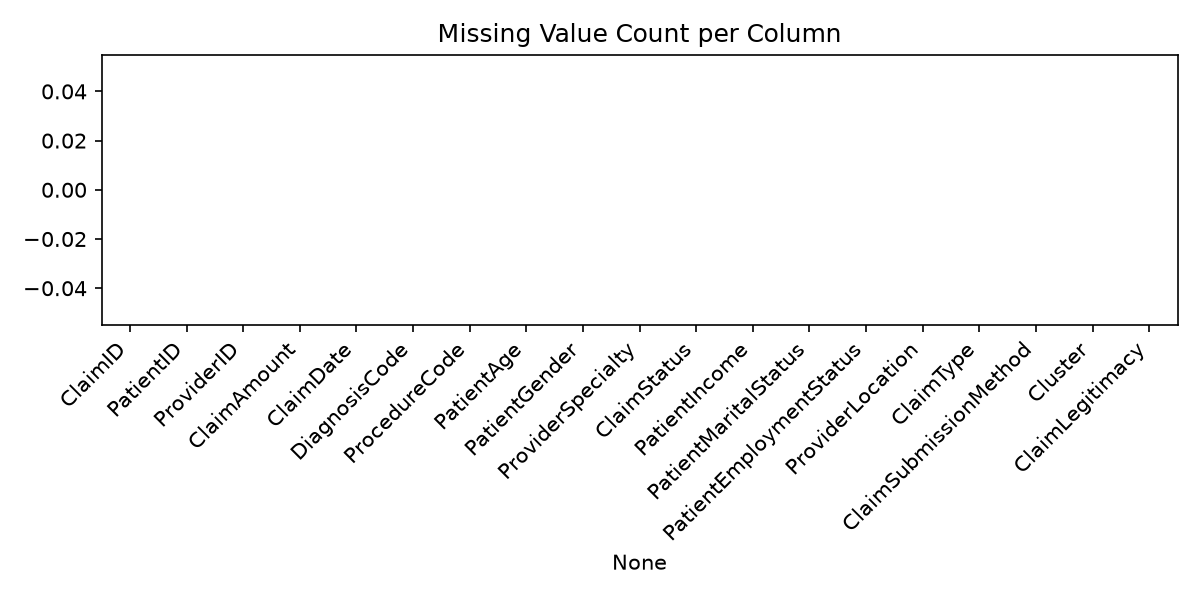 Missing Value Count per Column
0.04
0.02
0.00
−0.02
−0.04
ClaimID
PatientID
ProviderID
ClaimAmount
ClaimDate
DiagnosisCode
ProcedureCode
PatientAge
PatientGender
ProviderSpecialty
ClaimStatus
PatientIncome
PatientMaritalStatus
PatientEmploymentStatus
ProviderLocation
ClaimType
ClaimSubmissionMethod
Cluster
ClaimLegitimacy
None